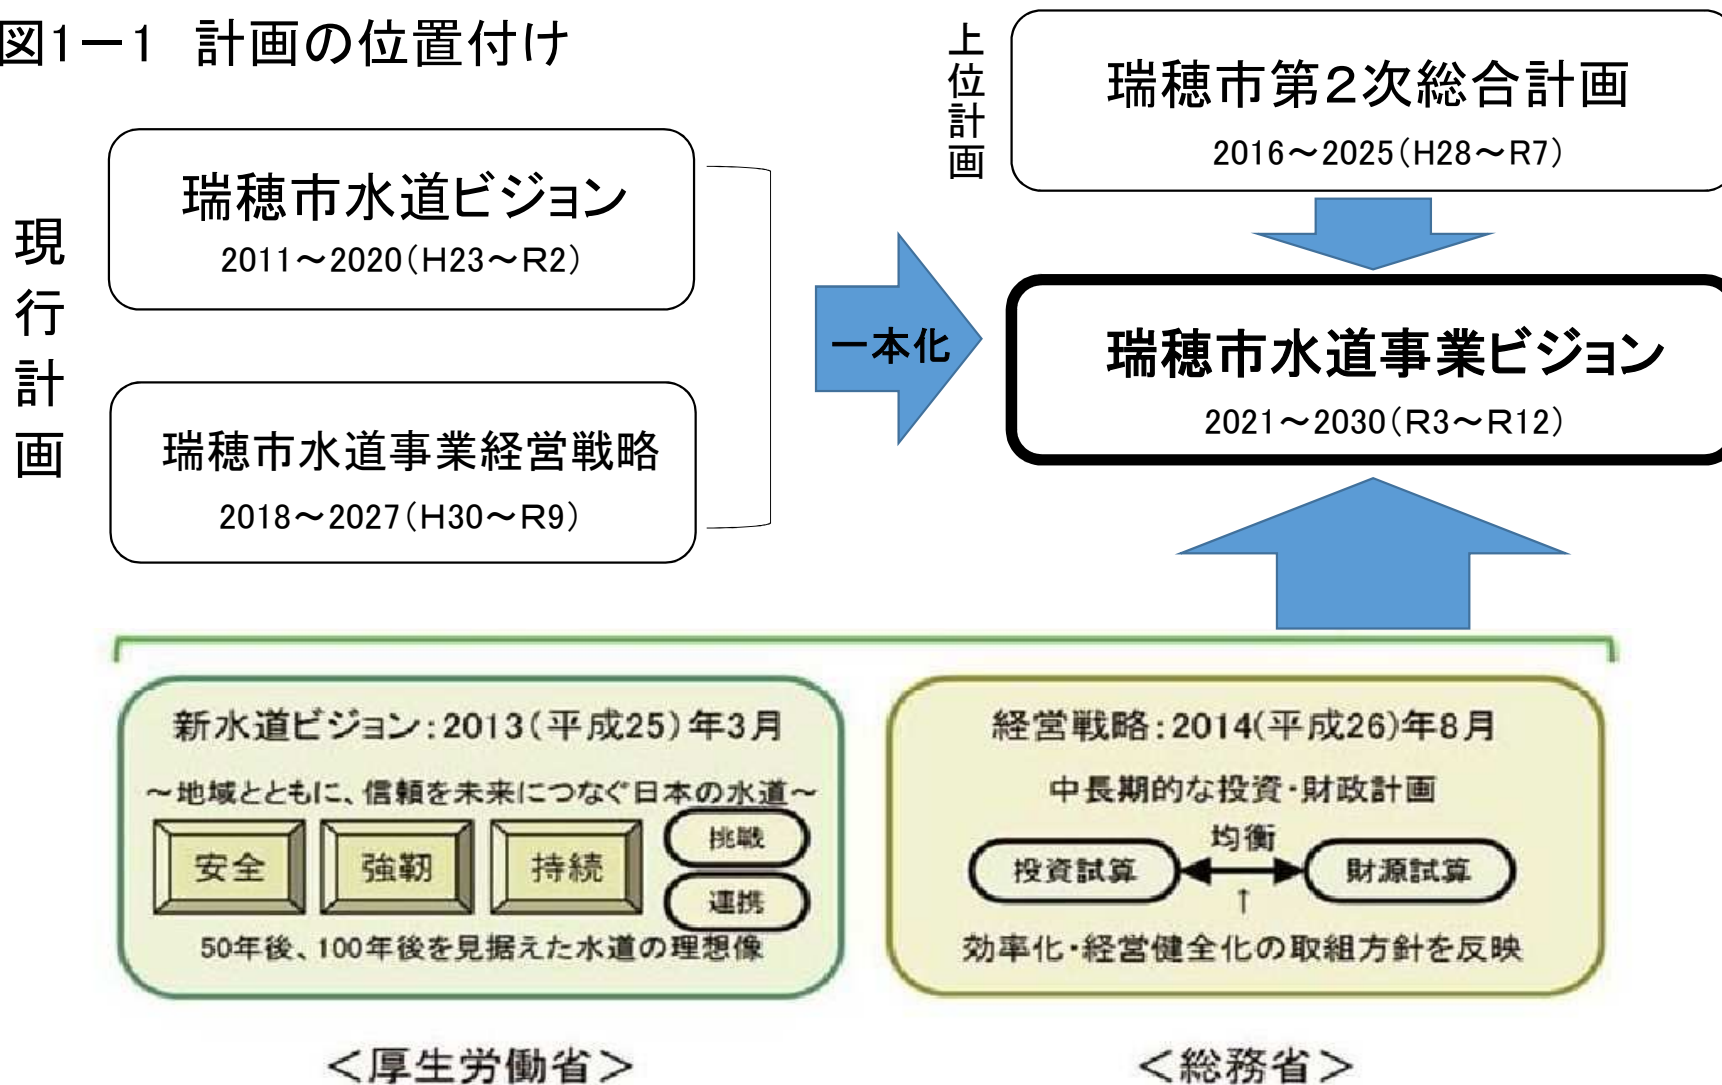 図1－1 計画の位置付け
上位計画
瑞穂市第２次総合計画
2016～2025(H28～R7)
現行計画
瑞穂市水道ビジョン
2011～2020(H23～R2)
瑞穂市水道事業経営戦略
2018～2027(H30～R9)
一本化
瑞穂市水道事業ビジョン
2021～2030(R3～R12)
新水道ビジョン:2013(平成25)年3月
～地域とともに、信頼を未来につなぐ日本の水道～
安全
強靭
持続
挑戦
連携
50年後、100年後を見据えた水道の理想像
＜厚生労働省＞
経営戦略:2014(平成26)年8月
中長期的な投資･財政計画
均衡
投資試算
財源試算
↑
効率化･経営健全化の取組方針を反映
＜総務省＞